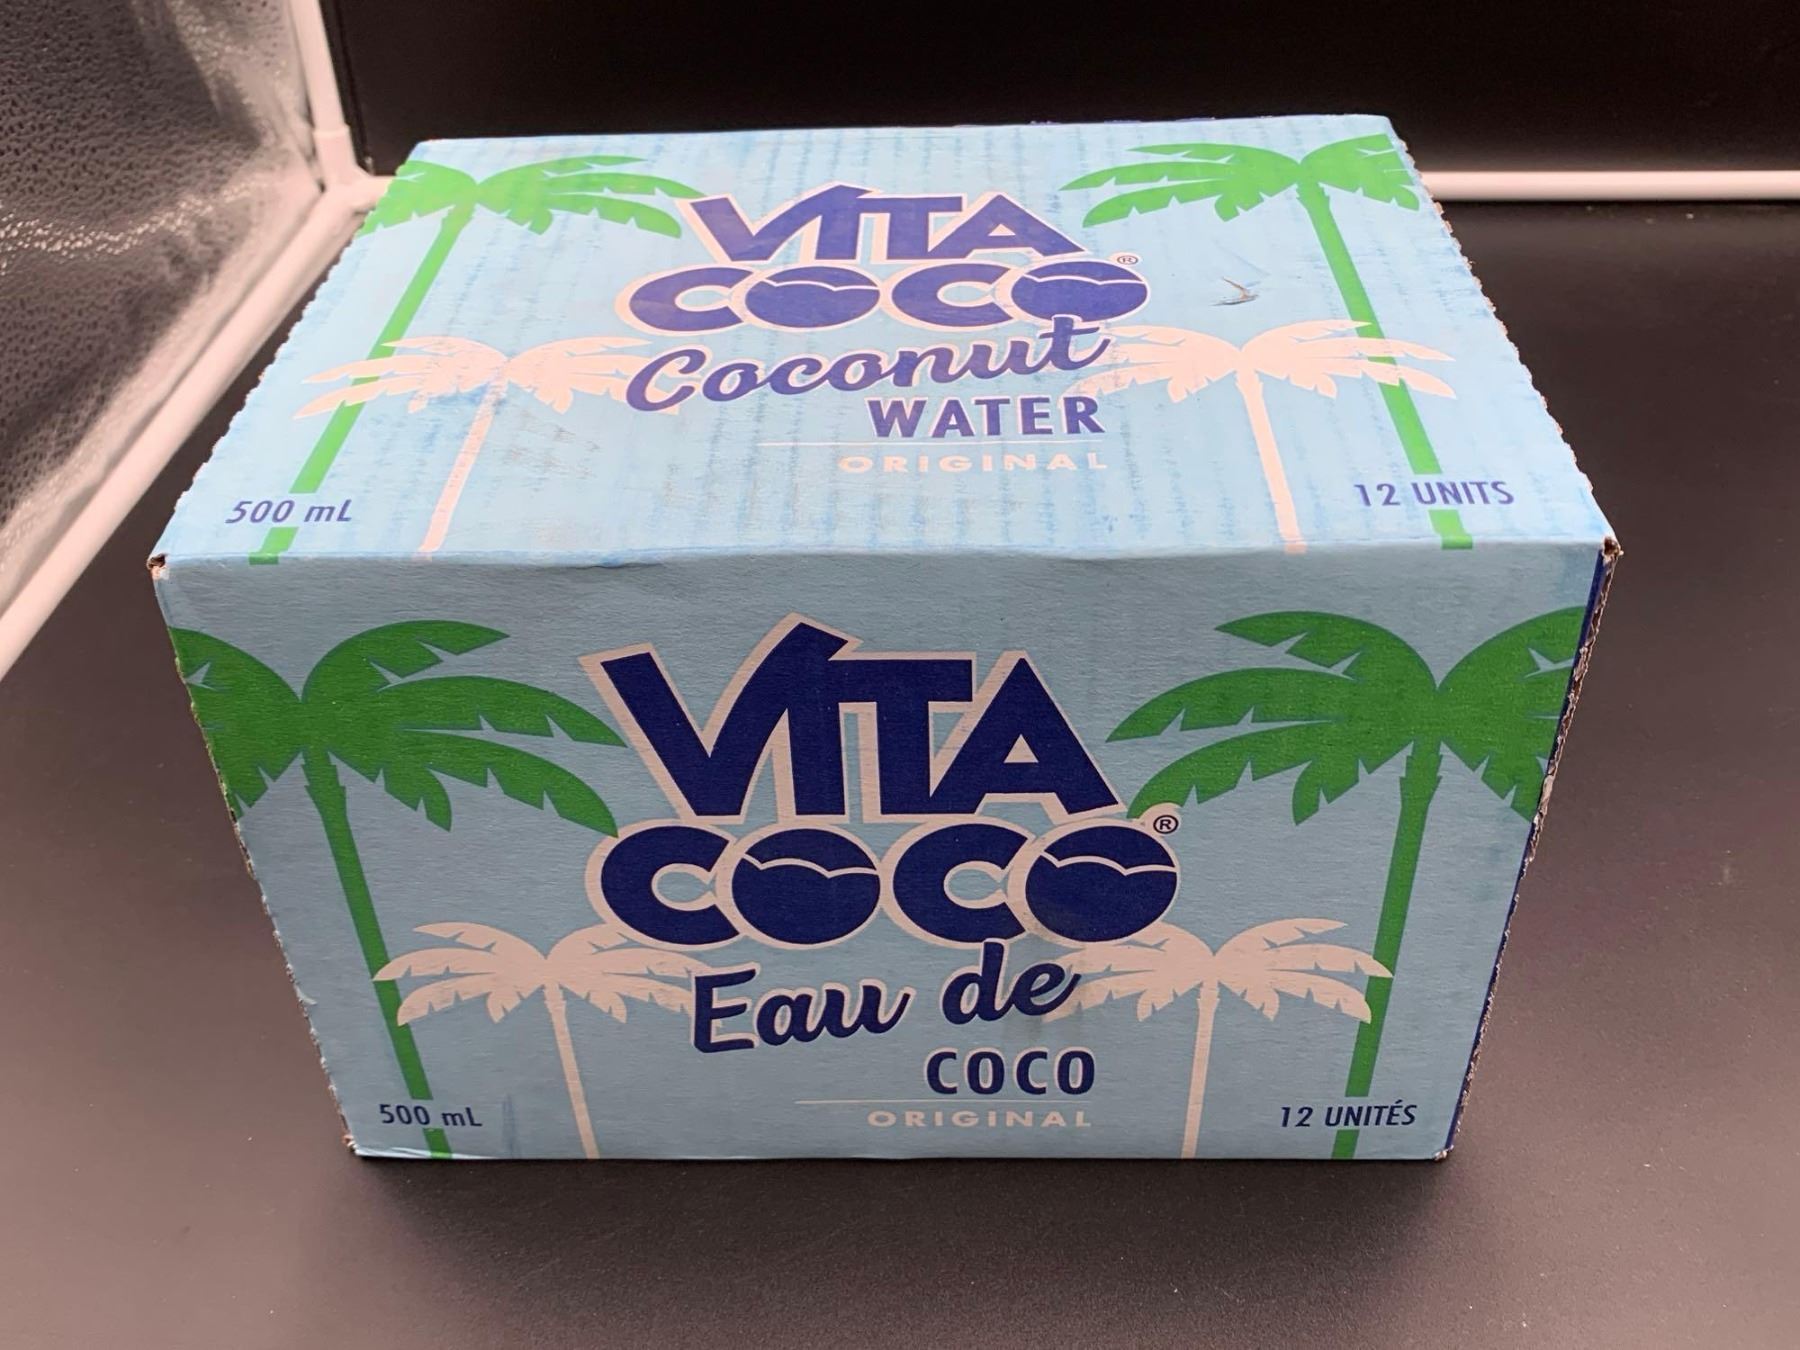 VITA
COCO®
Coconut
WATER
ORIGINAL
500 mL
12 UNITS
VITA
COCO®
Eau de
COCO
ORIGINAL
500 mL
12 UNITÉS